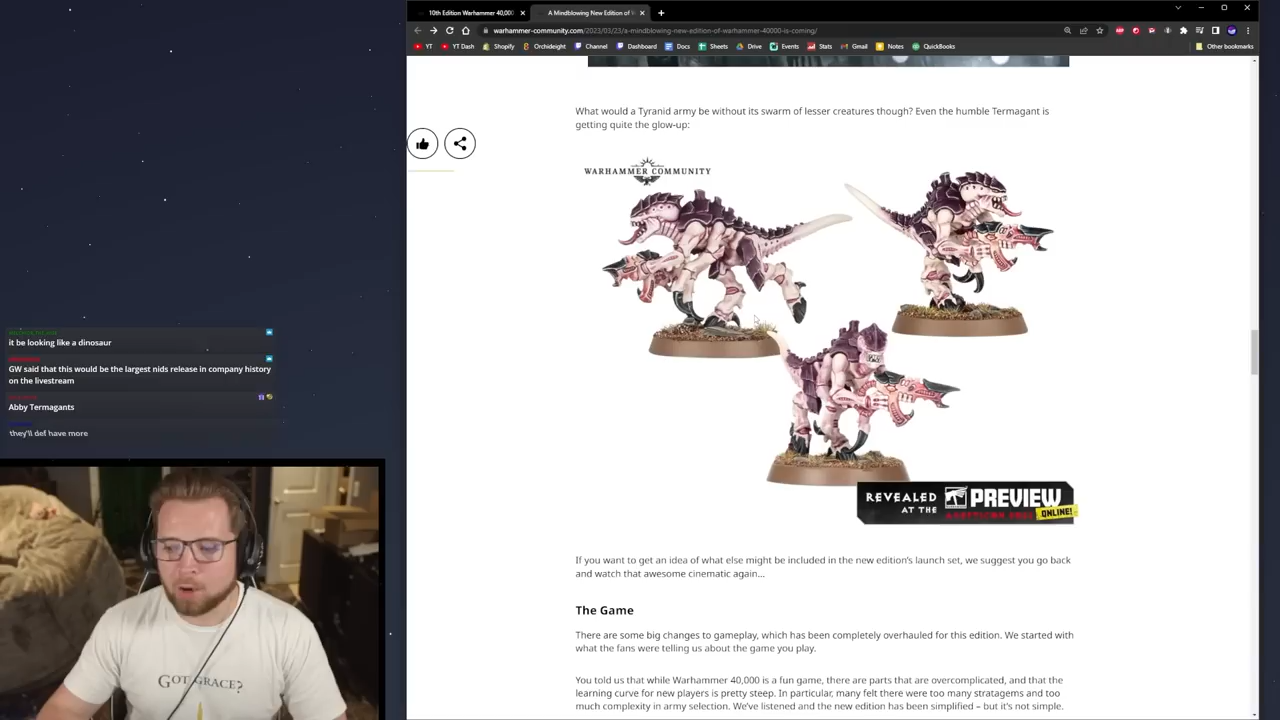 10th Edition Warhammer 40,000
A Mindblowing New Edition of
warhammer-community.com/2023/03/23/a-mindblowing-new-edition-of-warhammer-40000-is-coming/
YT
YT Dash
Shopify
Orchideight
Channel
Dashboard
Docs
Sheets
Drive
Events
Stats
Gmail
Notes
QuickBooks
Other bookmarks
What would a Tyranid army be without its swarm of lesser creatures though? Even the humble Termagant is
getting quite the glow-up:
WARHAMMER COMMUNITY
REVEALED
AT THE
PREVIEW
ONLINE!
If you want to get an idea of what else might be included in the new edition's launch set, we suggest you go back
and watch that awesome cinematic again...
The Game
There are some big changes to gameplay, which has been completely overhauled for this edition. We started with
what the fans were telling us about the game you play.
You told us that while Warhammer 40,000 is a fun game, there are parts that are overcomplicated, and that the
learning curve for new players is pretty steep. In particular, many felt there were too many stratagems and too
much complexity in army selection. We've listened and the new edition has been simplified – but it's not simple.
it be looking like a dinosaur
GW said that this would be the largest nids release in company history
on the livestream
Abby Termagants
they'll def have more
GOT GRACE?